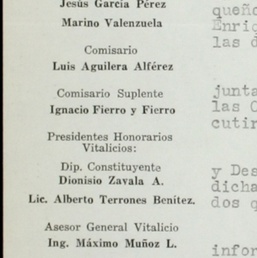 Jesús García Pérez
Marino Valenzuela
Comisario
Luis Aguilera Alférez
Comisario Suplente
Ignacio Fierro y Fierro
Presidentes Honorarios
Vitalicios:
Dip. Constituyente
Dionisio Zavala A.
Lic. Alberto Terrones Benítez.
Asesor General Vitalicio
Ing. Máximo Muñoz L.
queño
Enriq
las d
junta
las C
cutir
y Des
dicha
dos q
infor